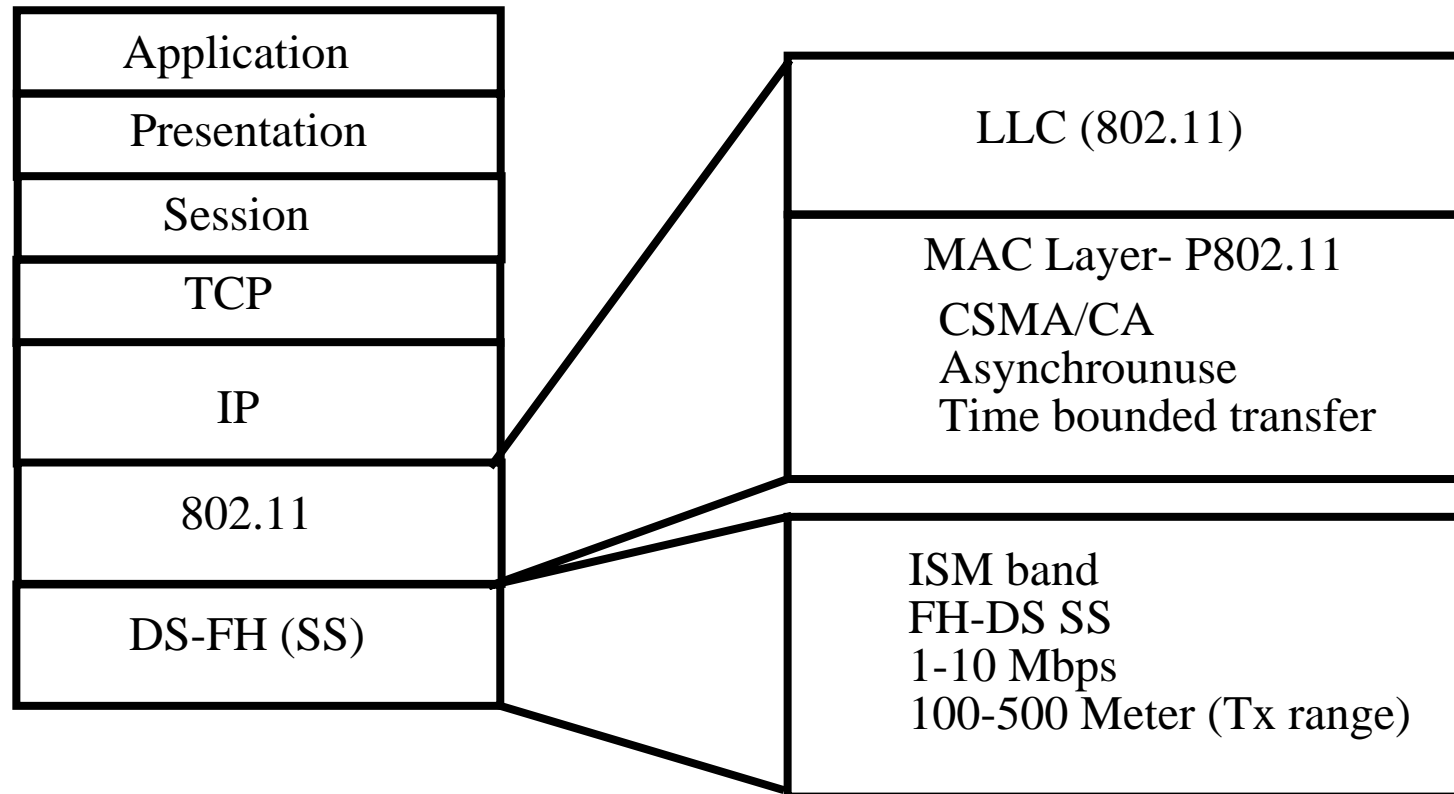 Application
Presentation
Session
TCP
IP
802.11
DS-FH (SS)
LLC (802.11)
MAC Layer- P802.11
CSMA/CA
Asynchrounuse
Time bounded transfer
ISM band
FH-DS SS
1-10 Mbps
100-500 Meter (Tx range)